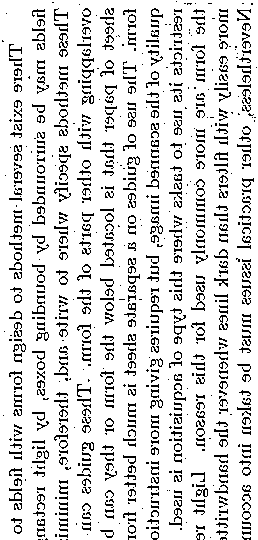 There exist several methods to design forms with fields to
fields may be surrounded by bounding boxes, by light rectang
These methods specify where to write and, therefore, minimi
overlapping with other parts of the form. These guides can
sheet of paper that is located below the form or they can b
form. The use of guides on a separate sheet is much better for
quality of the scanned image, but requires giving more instructio
restricts its use to tasks where this type of acquisition is used.
the form are more commonly used for this reason. Light re
more easily with filters than dark lines whenever the handwritte
Nevertheless, other practical issues must be taken into accoun